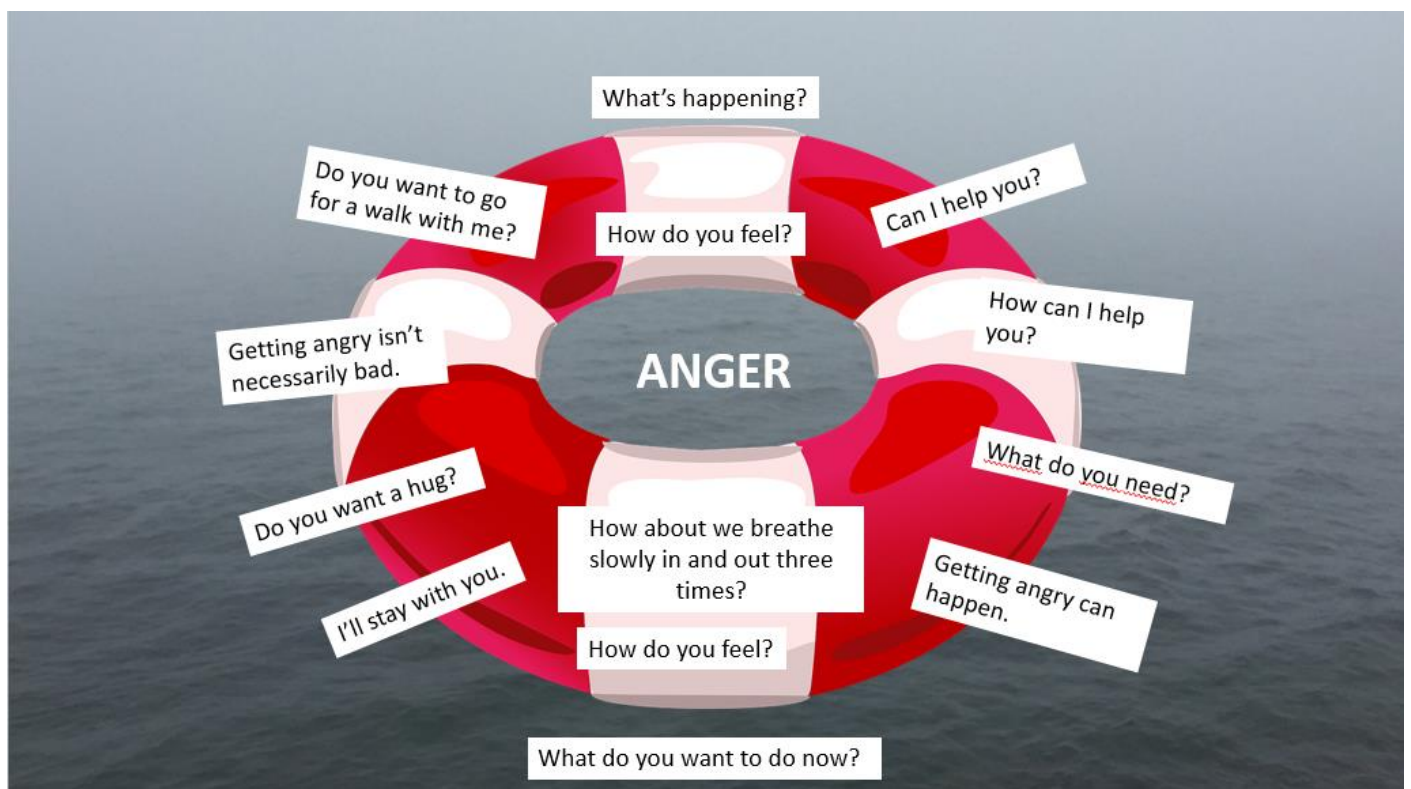 What's happening?
Do you want to go
for a walk with me?
Can I help you?
How do you feel?
How can I help
you?
Getting angry isn't
necessarily bad.
ANGER
What do you need?
Do you want a hug?
How about we breathe
slowly in and out three
times?
Getting angry can
happen.
I'll stay with you.
How do you feel?
What do you want to do now?